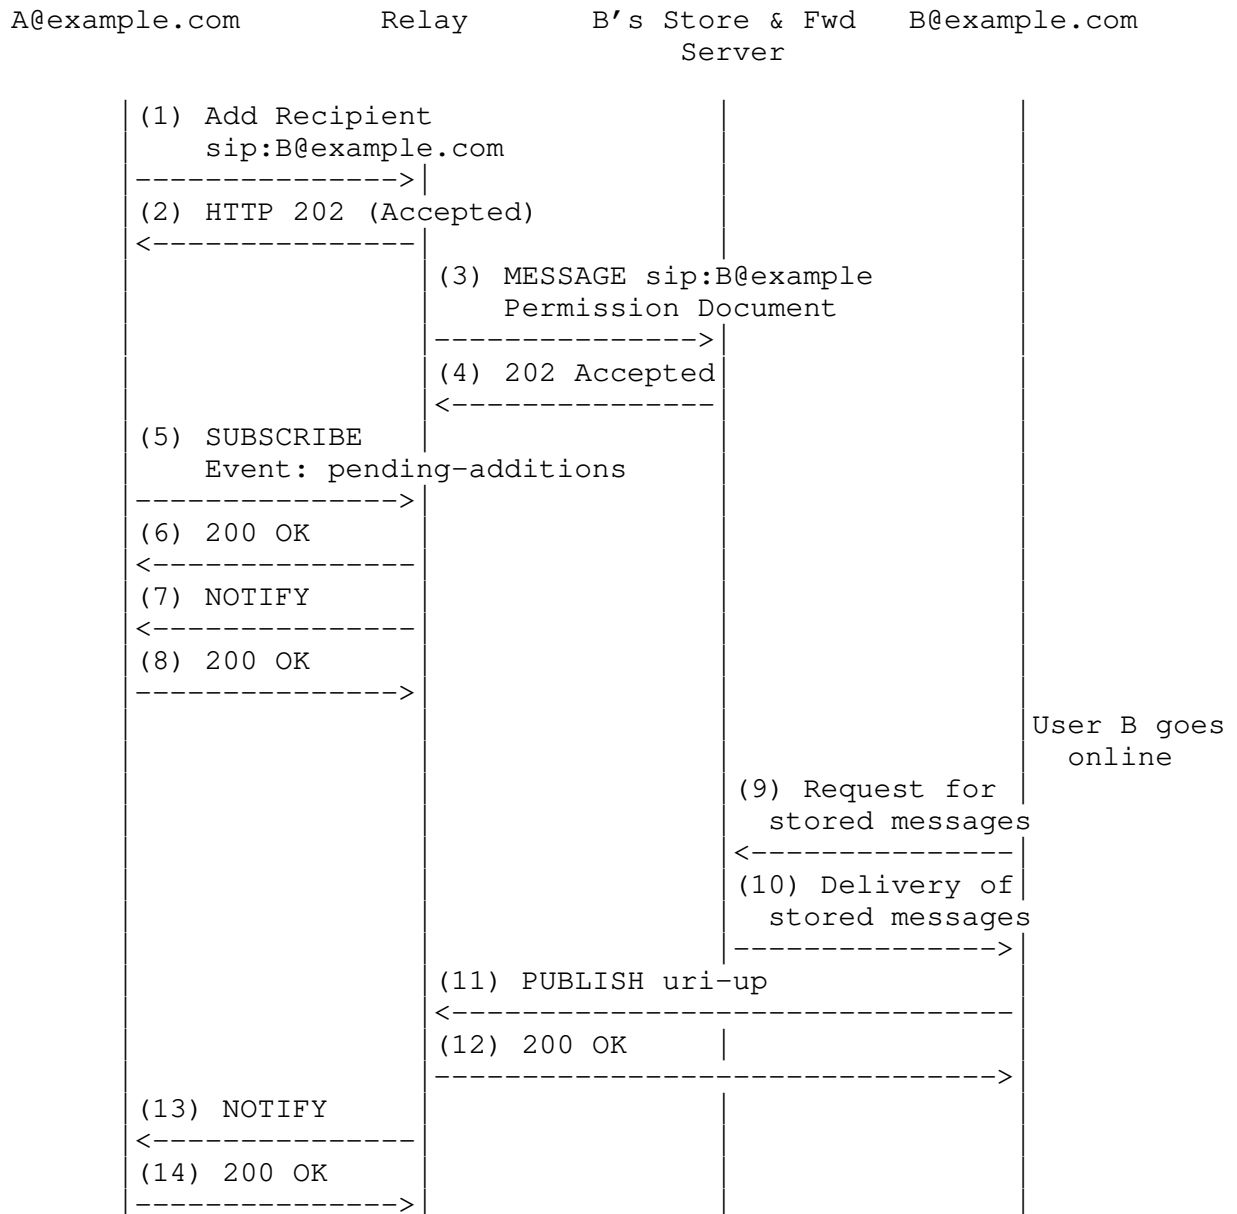 A@example.com Relay B’s Store & Fwd B@example.com
Server
(1) Add Recipient
sip:B@example.com
(2) HTTP 202 (Accepted)
(3) MESSAGE sip:B@example
Permission Document
(4) 202 Accepted
(5) SUBSCRIBE
Event: pending-additions
(6) 200 OK
(7) NOTIFY
(8) 200 OK
User B goes
online
(9) Request for
stored messages
(10) Delivery of
stored messages
(11) PUBLISH uri-up
(12) 200 OK
(13) NOTIFY
(14) 200 OK